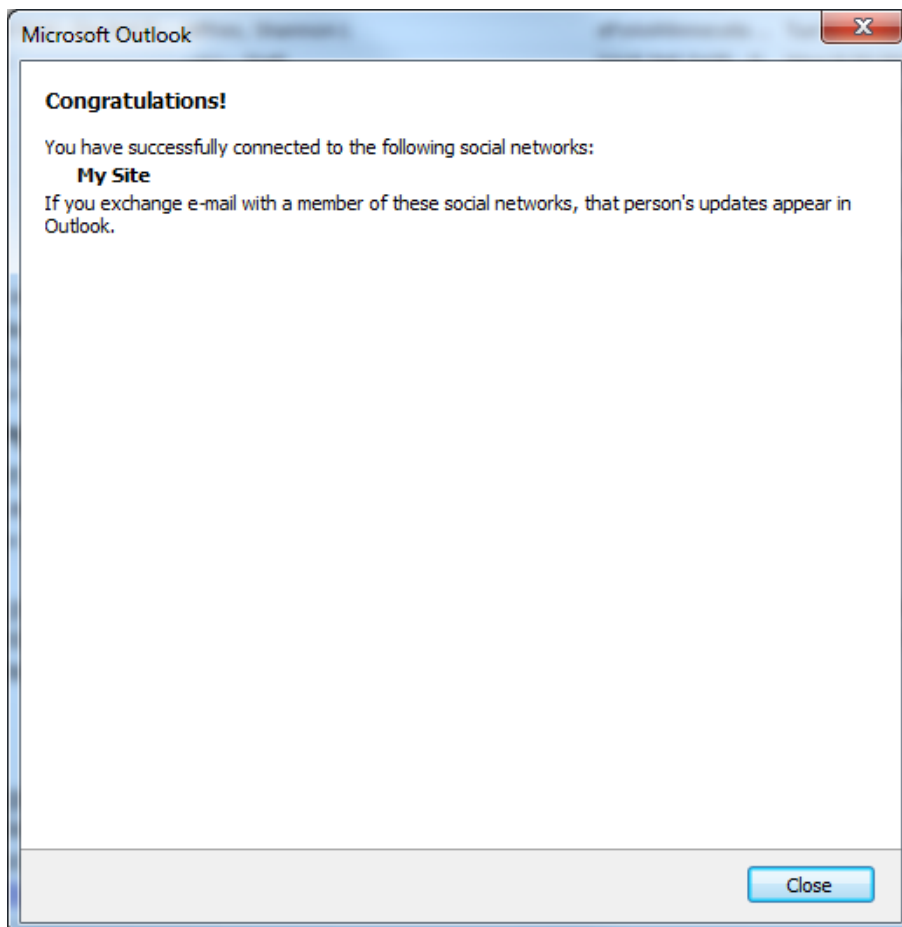 Microsoft Outlook
Congratulations!
You have successfully connected to the following social networks:
My Site
If you exchange e-mail with a member of these social networks, that person's updates appear in
Outlook.
Close